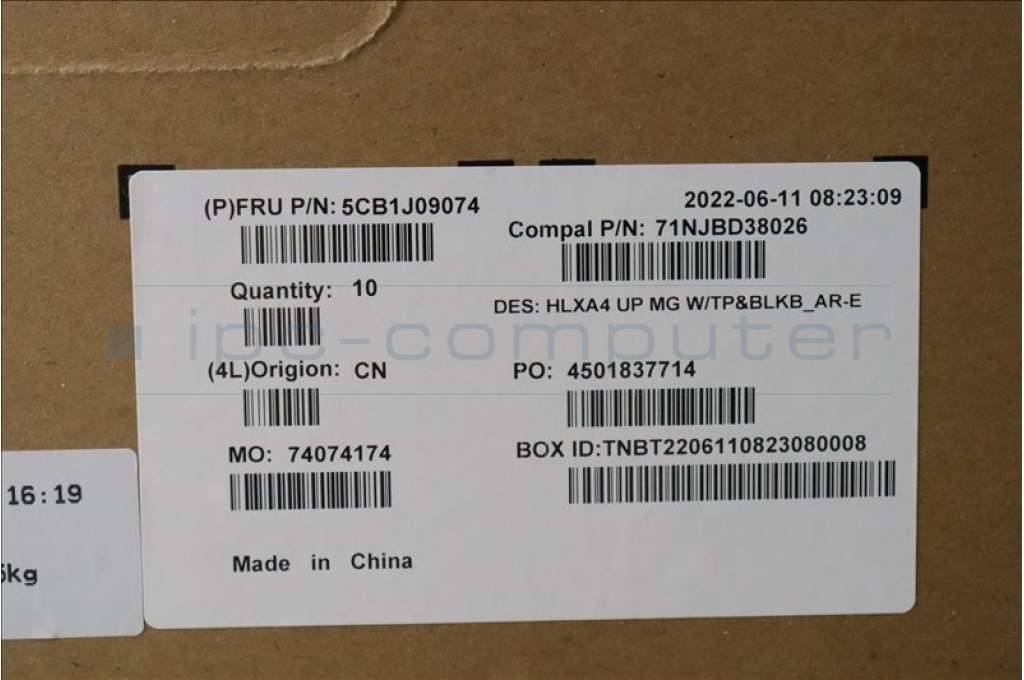 (P)FRU P/N: 5CB1J09074
2022-06-11 08:23:09
Compal P/N: 71NJBD38026
Quantity: 10
DES: HLXA4 UP MG W/TP&BLKB_AR-E
ipc-computer
(4L)Origion: CN
PO: 4501837714
MO: 74074174
BOX ID:TNBT2206110823080008
16:19
Made in China
kg